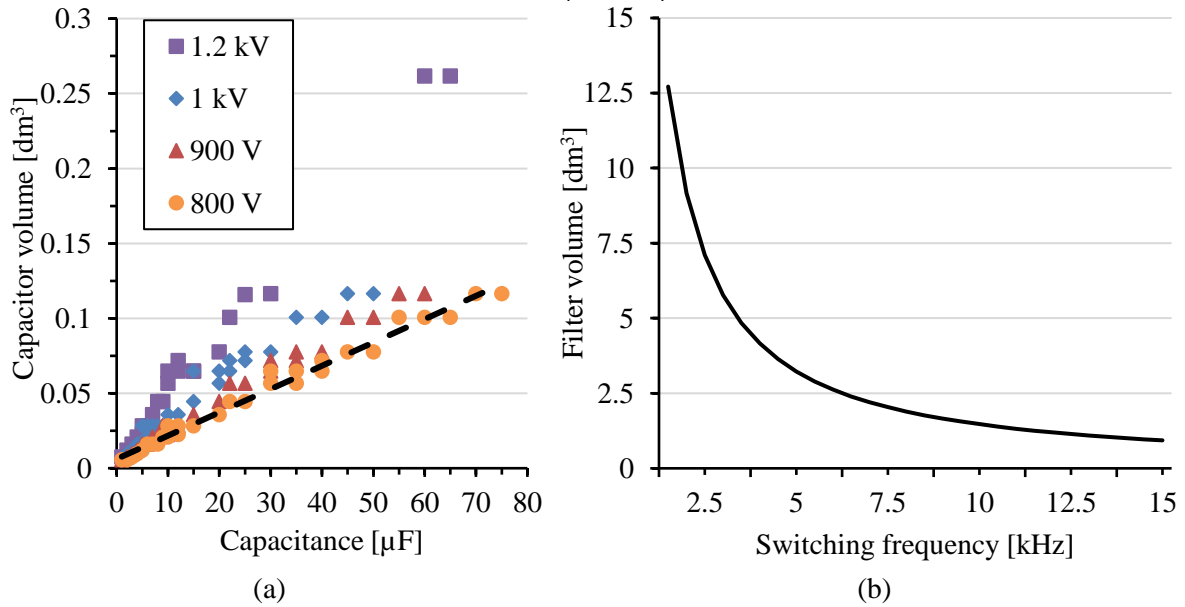 0.3
0.25
0.2
0.15
0.1
0.05
0
Capacitor volume [dm³]
1.2 kV
1 kV
900 V
800 V
0 10 20 30 40 50 60 70 80
Capacitance [µF]
(a)
15
12.5
10
7.5
5
2.5
0
Filter volume [dm³]
2.5 5 7.5 10 12.5 15
Switching frequency [kHz]
(b)